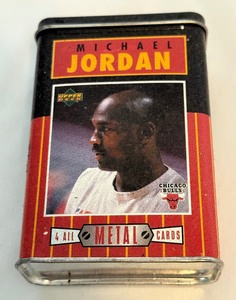 MICHAEL
JORDAN
UPPER
DECK
CHICAGO
BULLS
4 ALL METAL CARDS